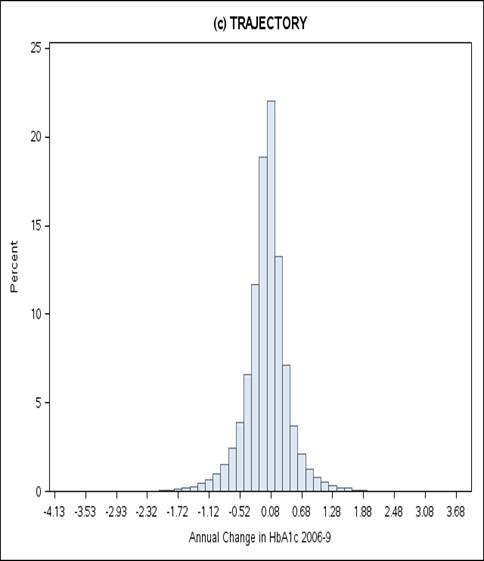 (c) TRAJECTORY
25
20
15
10
5
0
Percent
-4.13 -3.53 -2.93 -2.32 -1.72 -1.12 -0.52 0.08 0.68 1.28 1.88 2.48 3.08 3.68
Annual Change in HbA1c 2006-9